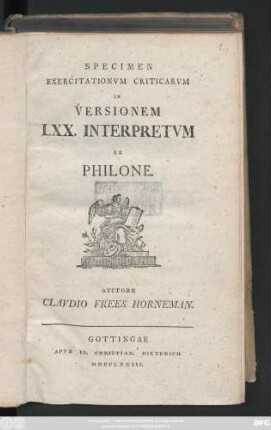 SPECIMEN
EXERCITATIONVM CRITICARVM
IN
VERSIONEM
LXX. INTERPRETVM
EX
PHILONE.
AVCTORE
CLAVDIO FREES HORNEMAN.
GOTTINGAE
APVD IO. CHRISTIAN. DIETERICH
MDCCLXXIII.